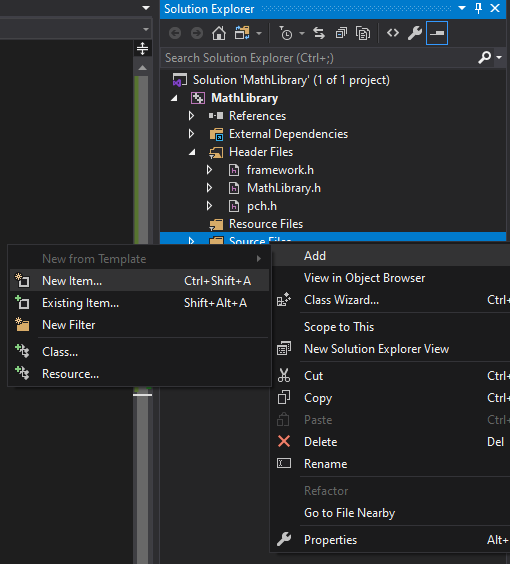 Solution Explorer
Search Solution Explorer (Ctrl+;)
Solution 'MathLibrary' (1 of 1 project)
MathLibrary
References
External Dependencies
Header Files
framework.h
MathLibrary.h
pch.h
Resource Files
Source Files
New from Template
New Item... Ctrl+Shift+A
Existing Item... Shift+Alt+A
New Filter
Class...
Resource...
Add
View in Object Browser
Class Wizard... Ctrl+
Scope to This
New Solution Explorer View
Cut Ctrl+
Copy Ctrl+
Paste Ctrl+
Delete Del
Rename
Refactor
Go to File Nearby
Properties Alt+